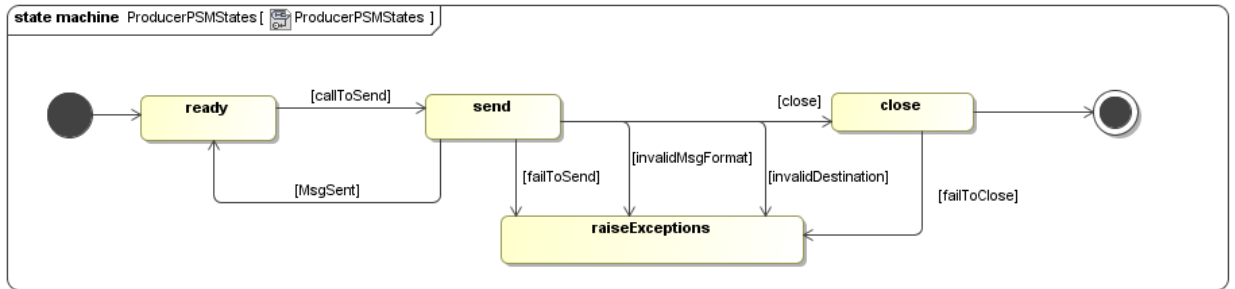 state machine ProducerPSMStates [ ProducerPSMStates ]
ready
[callToSend]
send
[close]
close
[MsgSent]
[failToSend]
[invalidMsgFormat]
[invalidDestination]
[failToClose]
raiseExceptions